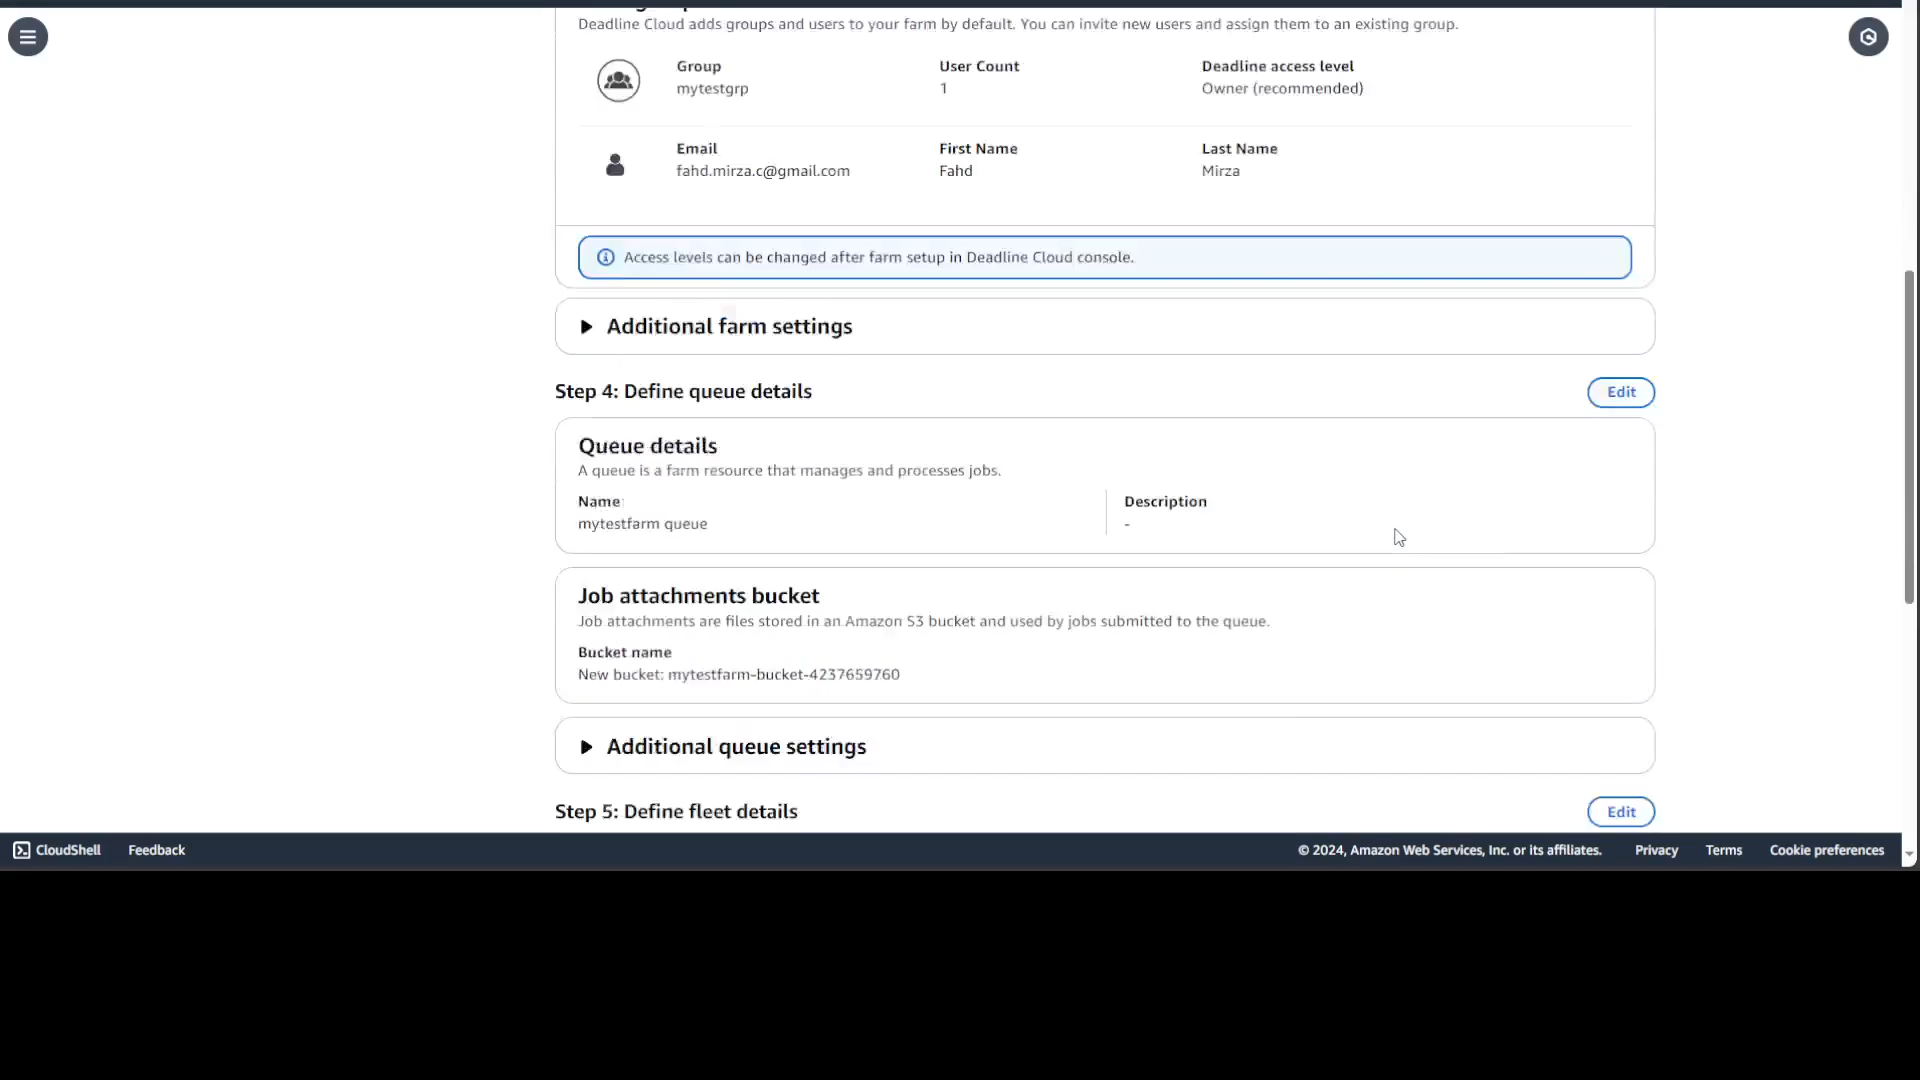 Deadline Cloud adds groups and users to your farm by default. You can invite new users and assign them to an existing group.
Group User Count Deadline access level
mytestgrp 1 Owner (recommended)
Email First Name Last Name
fahd.mirza.c@gmail.com Fahd Mirza
Access levels can be changed after farm setup in Deadline Cloud console.
Additional farm settings
Step 4: Define queue details Edit
Queue details
A queue is a farm resource that manages and processes jobs.
Name Description
mytestfarm queue -
Job attachments bucket
Job attachments are files stored in an Amazon S3 bucket and used by jobs submitted to the queue.
Bucket name
New bucket: mytestfarm-bucket-4237659760
Additional queue settings
Step 5: Define fleet details Edit
CloudShell Feedback © 2024, Amazon Web Services, Inc. or its affiliates. Privacy Terms Cookie preferences